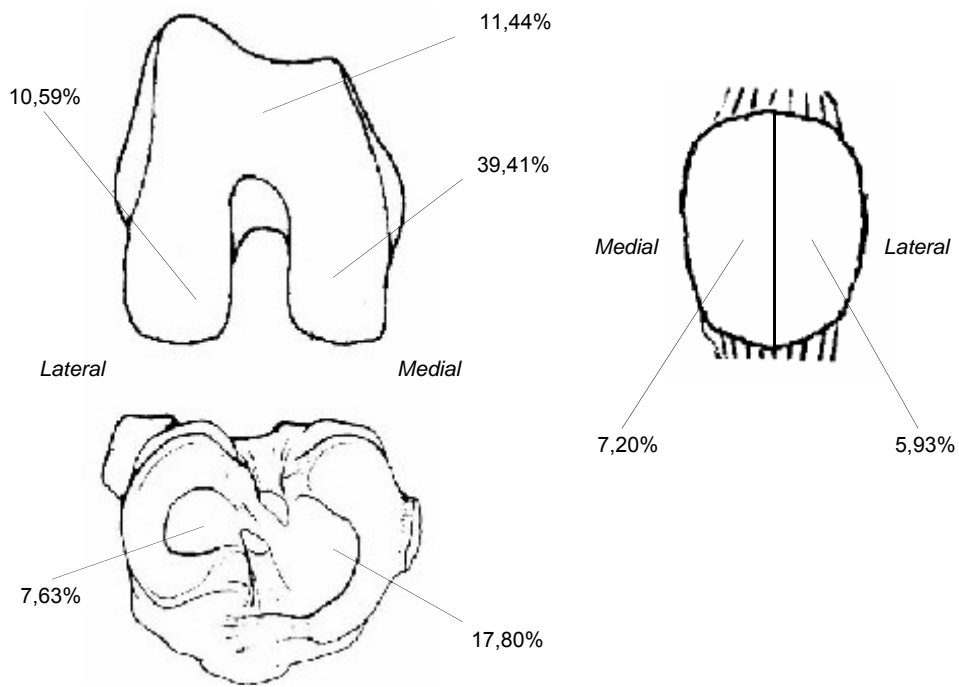 11,44%
10,59%
39,41%
Medial
Lateral
Lateral
Medial
7,20%
5,93%
7,63%
17,80%